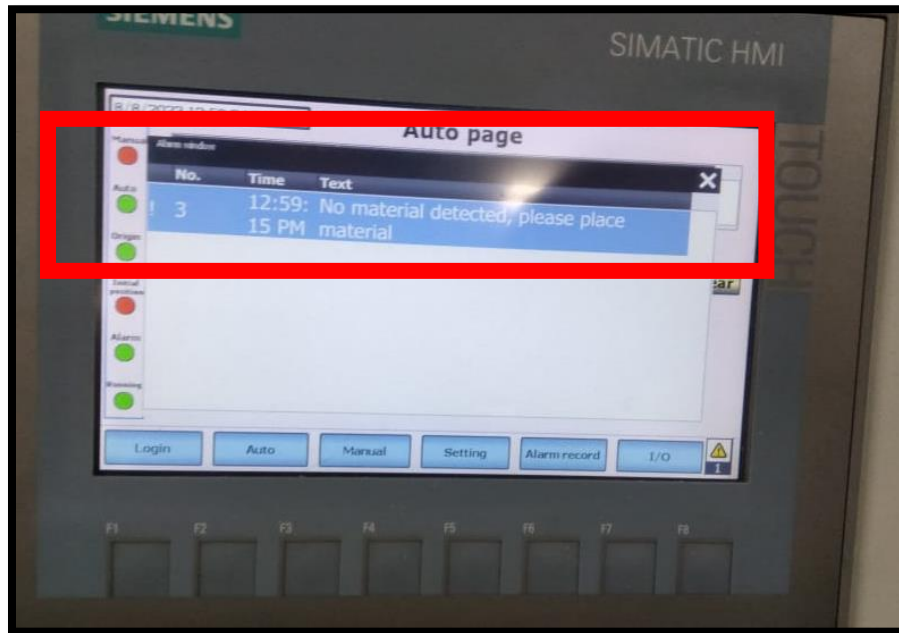 SIEMENS
SIMATIC HMI
TOUCH
Auto page
Manual
Alarm window
No. Time Text
! 3 12:59: No material detected, please place
15 PM material
Auto
Origin
Initial
position
Alarm
Running
Login Auto Manual Setting Alarm record I/O
1
F1 F2 F3 F4 F5 F6 F7 F8